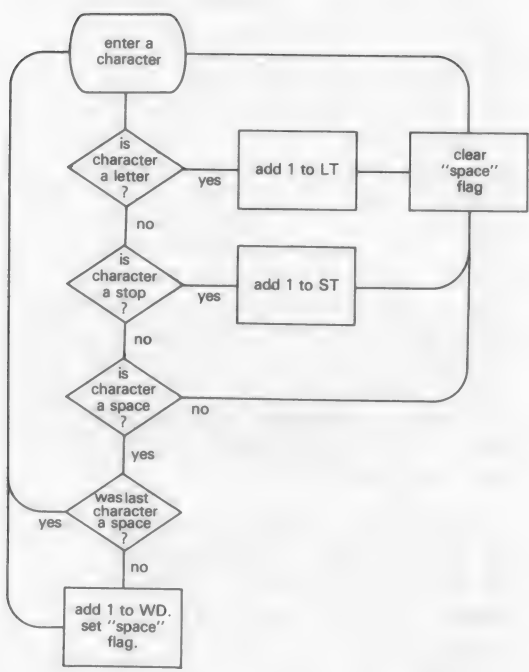 enter a
character
is
character
a letter
?
yes
add 1 to LT
clear
"space"
flag
no
is
character
a stop
?
yes
add 1 to ST
no
is
character
a space
?
no
yes
was last
character
a space
?
yes
no
add 1 to WD.
set "space"
flag.